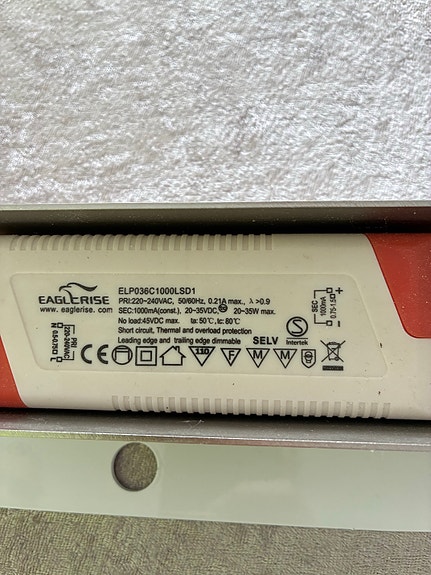 EAGLERISE
www. eaglerise. com
ELP036C1000LSD1
PRI:220~240VAC, 50/60Hz, 0.21A max., λ>0.9
SEC:1000mA(const.), 20~35VDC, 20~35W max.
No load:45VDC max. ta: 50℃, tc: 80℃
Short circuit, Thermal and overload protection
Leading edge and trailing edge dimmable SELV
CE 110 F M M
S
Intertek
SEC
1000mA
0.75-1.5
+
-
PRI
220-240VAC
N L